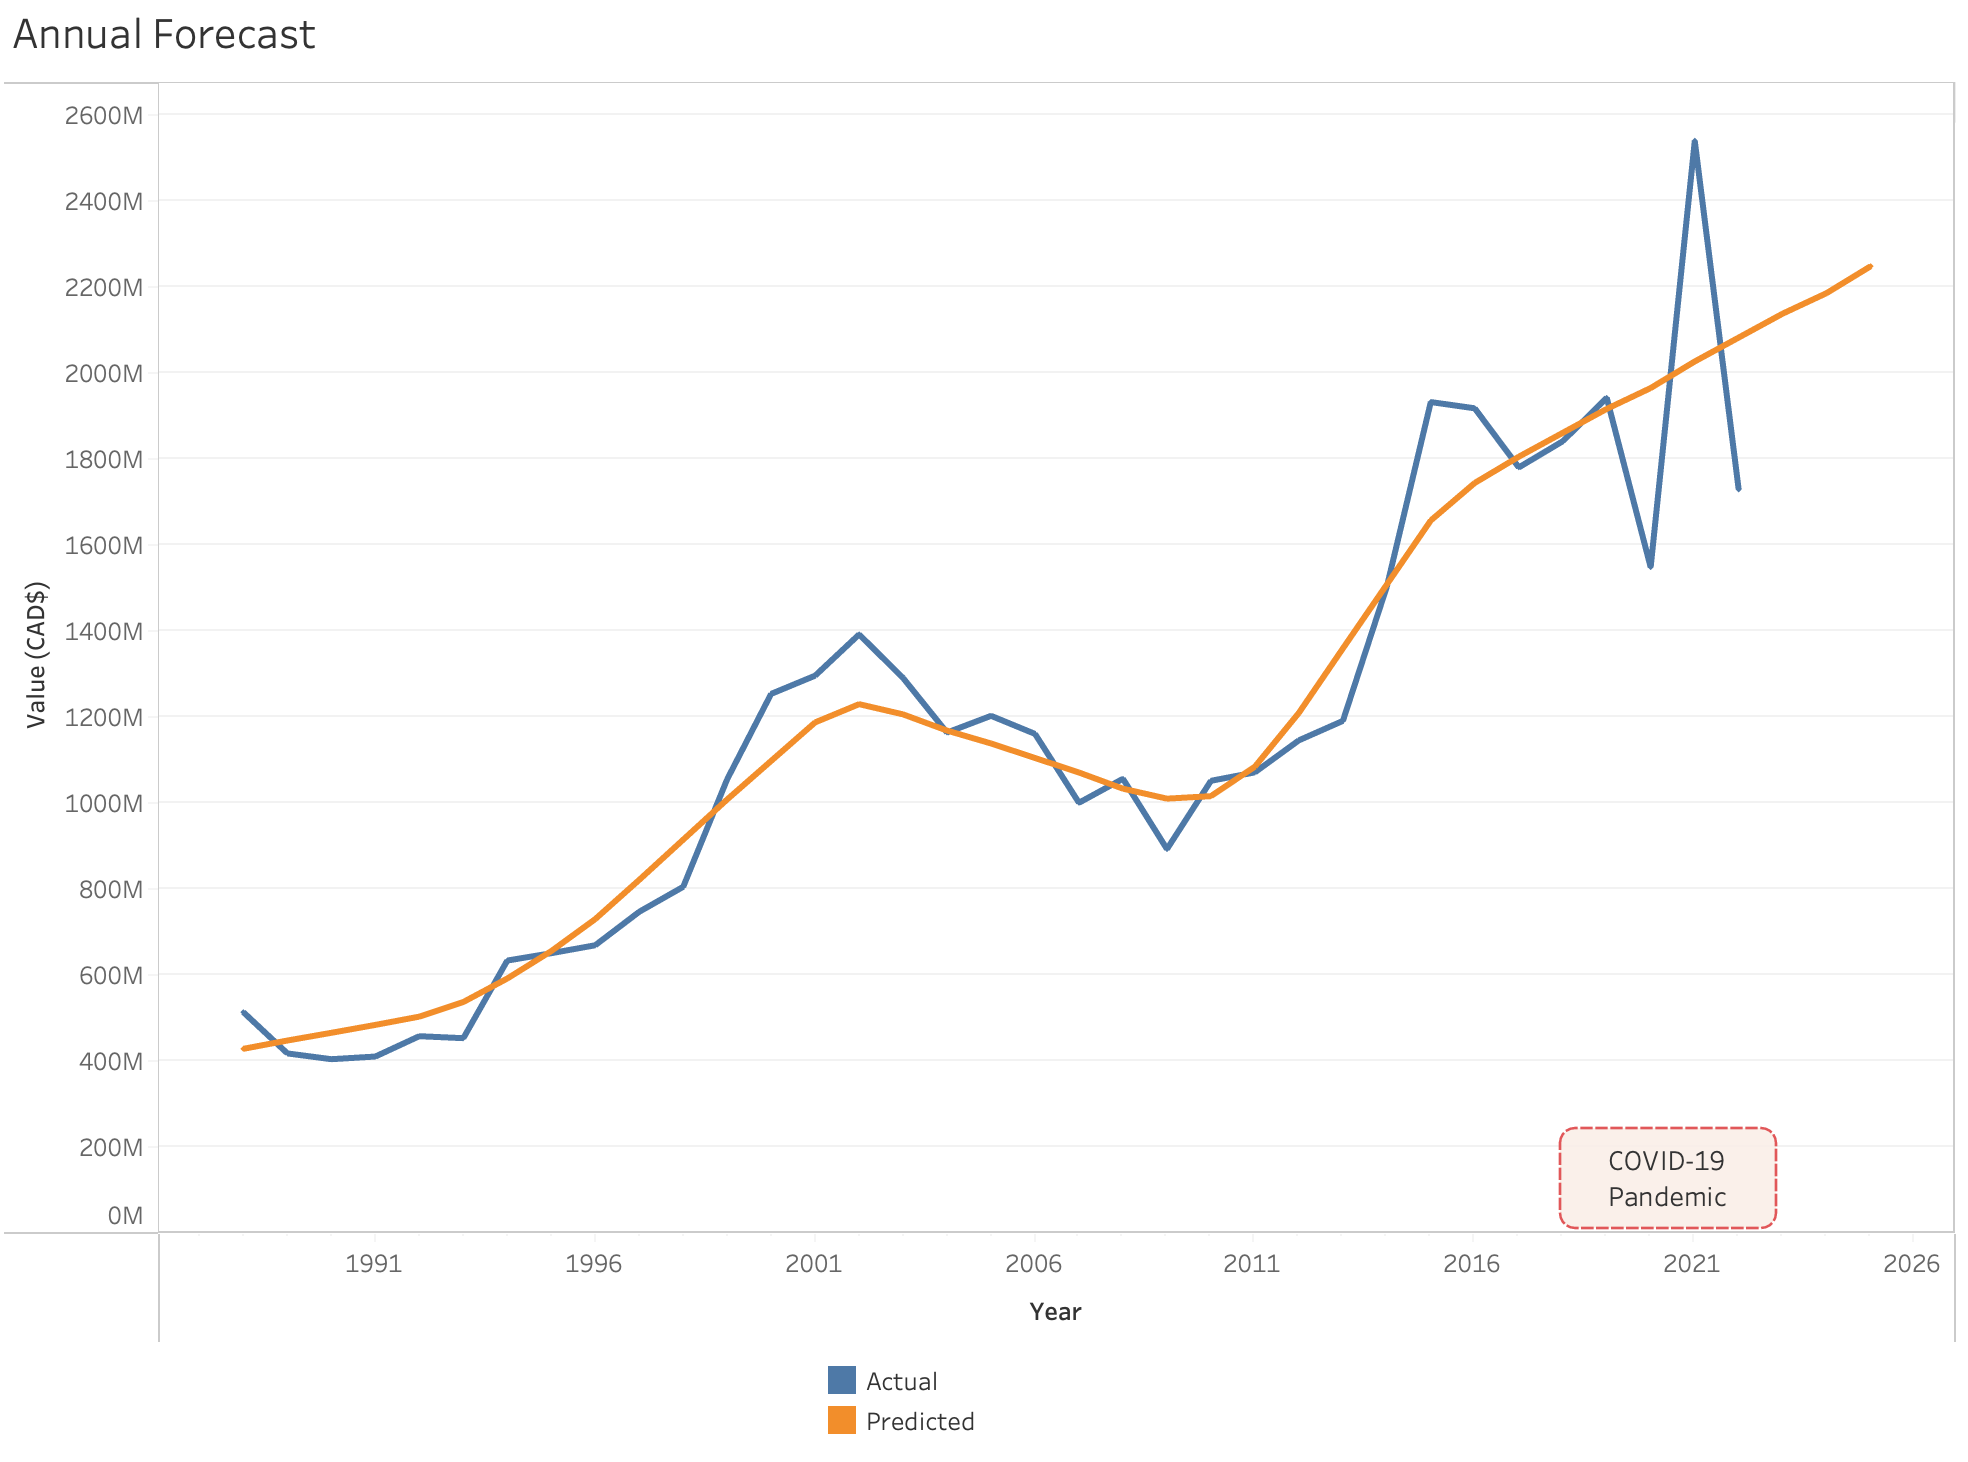 Annual Forecast
2600M
2400M
2200M
2000M
1800M
1600M
1400M
1200M
1000M
800M
600M
400M
200M
0M
Value (CAD$)
COVID-19
Pandemic
1991
1996
2001
2006
2011
2016
2021
2026
Year
Actual
Predicted